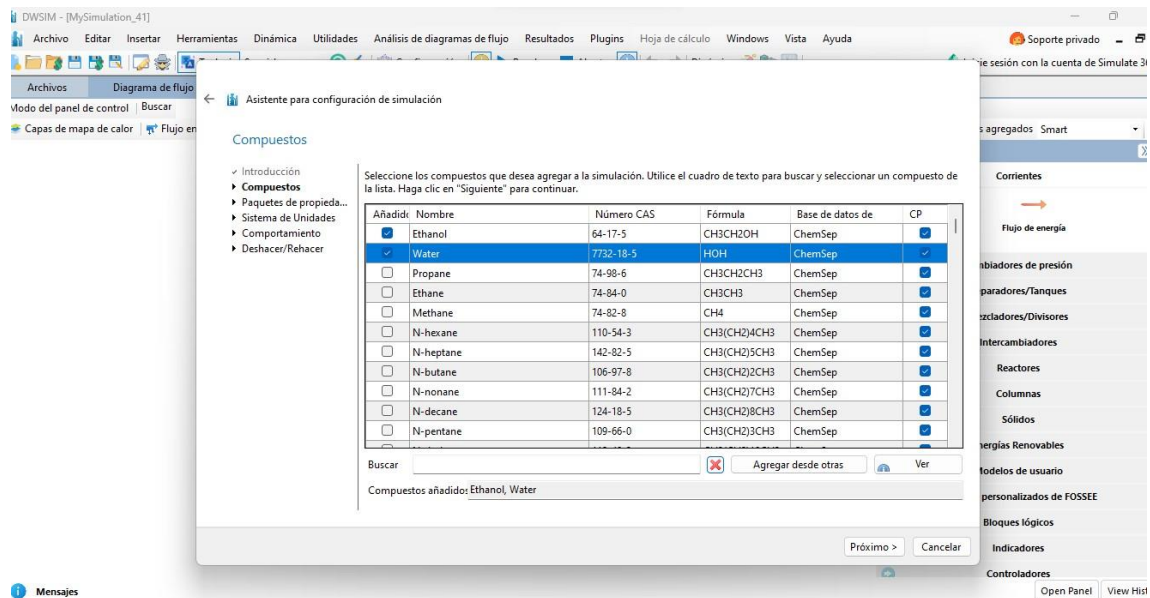 DWSIM - [MySimulation_41]
Archivo Editar Insertar Herramientas Dinámica Utilidades Análisis de diagramas de flujo Resultados Plugins Hoja de cálculo Windows Vista Ayuda Soporte privado
sesión con la cuenta de Simulate
Archivos Diagrama de flujo
Modo del panel de control Buscar
Capas de mapa de calor Flujo en
agregados Smart
Asistente para configuración de simulación
Compuestos
Introducción
Compuestos
Paquetes de propieda...
Sistema de Unidades
Comportamiento
Deshacer/Rehacer
Seleccione los compuestos que desea agregar a la simulación. Utilice el cuadro de texto para buscar y seleccionar un compuesto de
la lista. Haga clic en "Siguiente" para continuar.
Añadido Nombre Número CAS Fórmula Base de datos de CP
Ethanol 64-17-5 CH3CH2OH ChemSep
Water 7732-18-5 HOH ChemSep
Propane 74-98-6 CH3CH2CH3 ChemSep
Ethane 74-84-0 CH3CH3 ChemSep
Methane 74-82-8 CH4 ChemSep
N-hexane 110-54-3 CH3(CH2)4CH3 ChemSep
N-heptane 142-82-5 CH3(CH2)5CH3 ChemSep
N-butane 106-97-8 CH3(CH2)2CH3 ChemSep
N-nonane 111-84-2 CH3(CH2)7CH3 ChemSep
N-decane 124-18-5 CH3(CH2)8CH3 ChemSep
N-pentane 109-66-0 CH3(CH2)3CH3 ChemSep
Buscar Agregar desde otras Ver
Compuestos añadidos Ethanol, Water
Próximo > Cancelar
Corrientes
Flujo de energía
mbiadores de presión
paradores/Tanques
ezcladores/Divisores
Intercambiadores
Reactores
Columnas
Sólidos
nergías Renovables
Modelos de usuario
personalizados de FOSSEE
Bloques lógicos
Indicadores
Controladores
Mensajes Open Panel View Hist